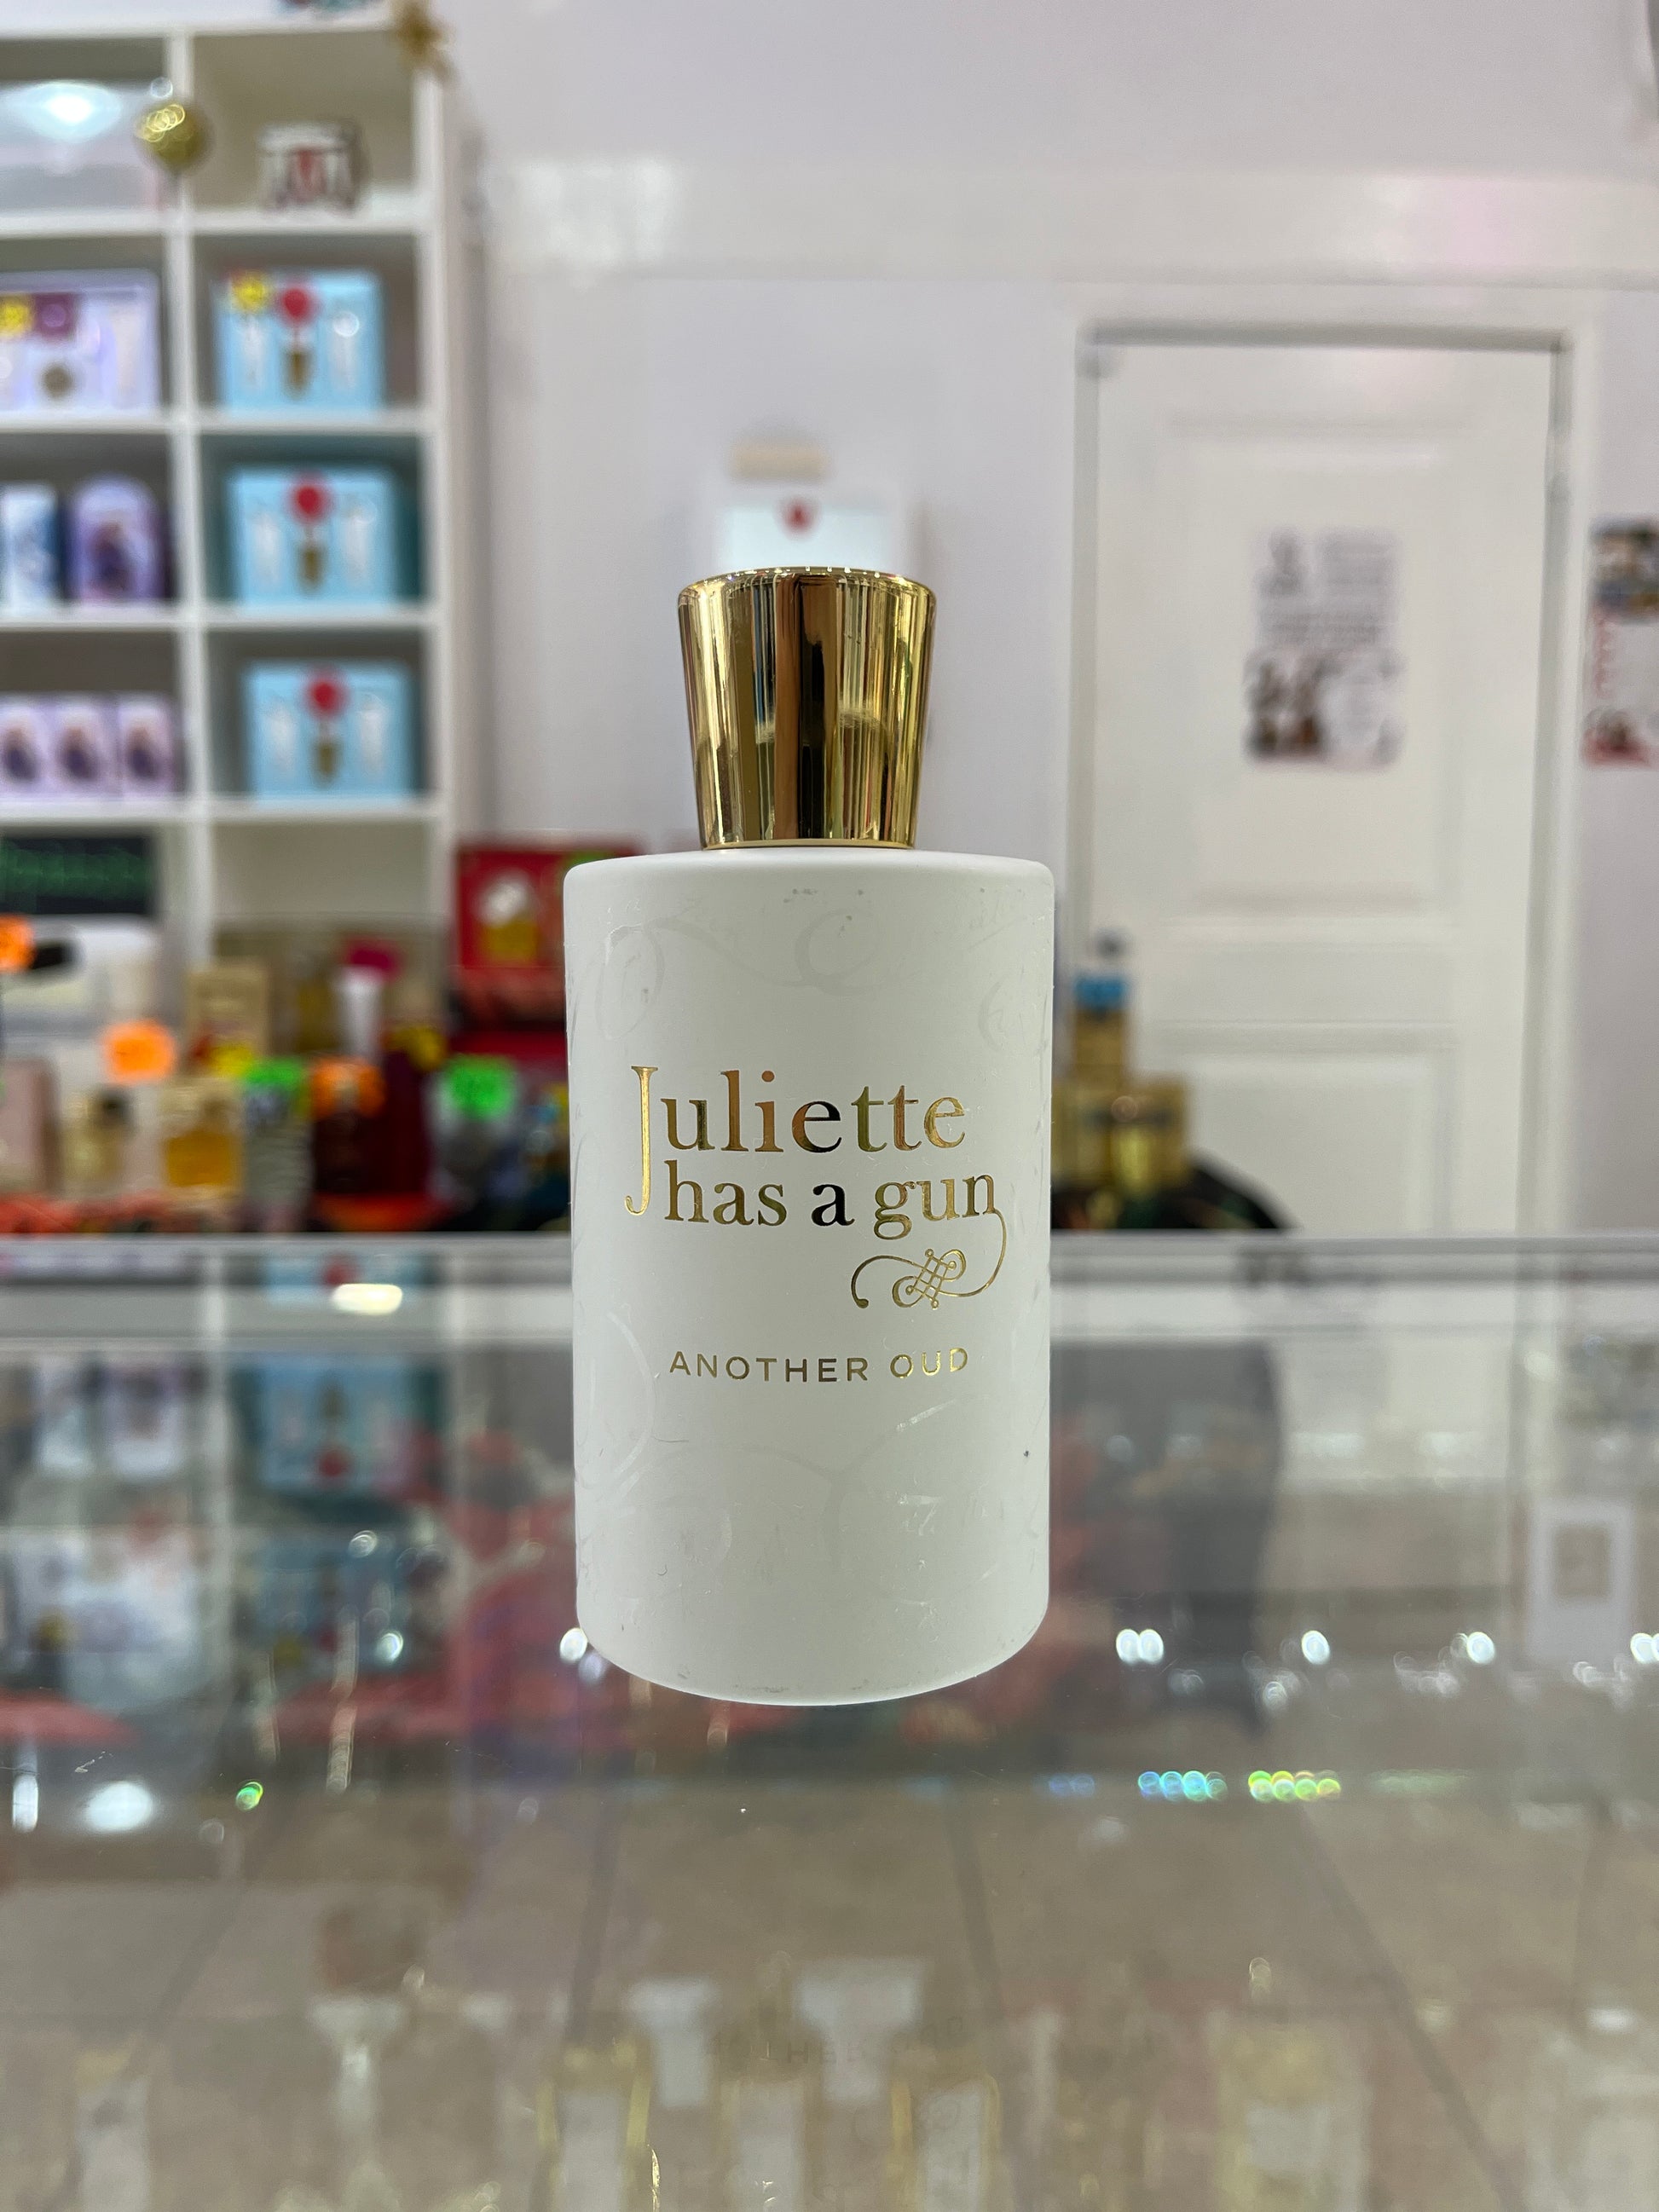 Juliette
has a gun
ANOTHER OUD